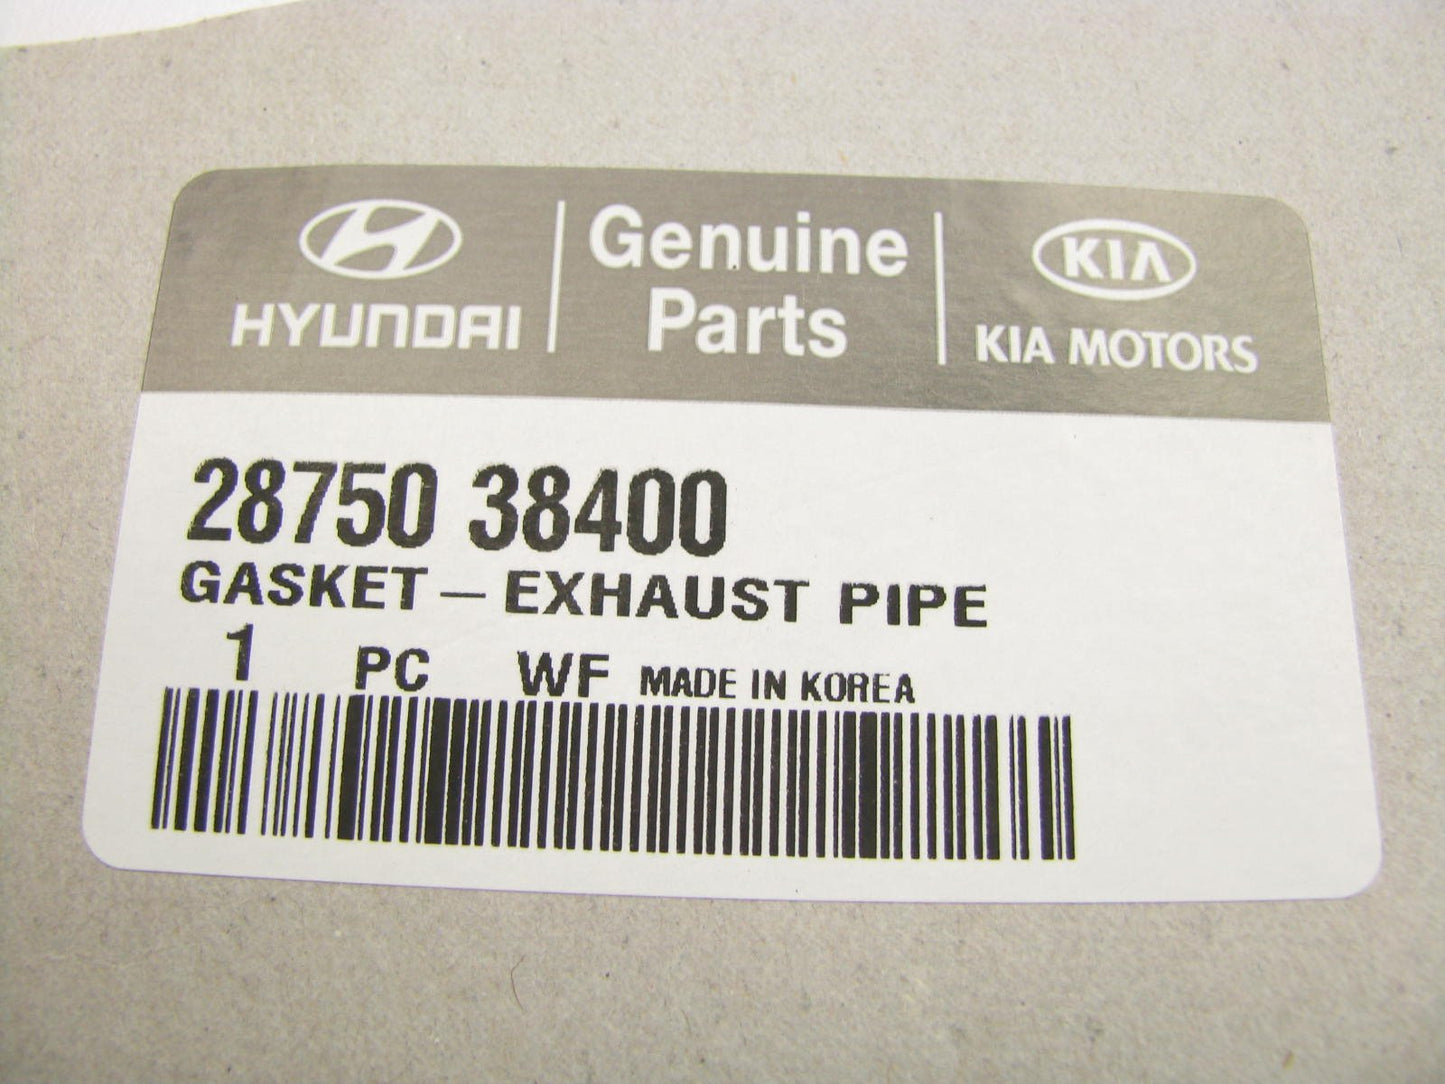 HYUNDAI
Genuine
Parts
KIA
KIA MOTORS
28750 38400
GASKET - EXHAUST PIPE
1 PC WF MADE IN KOREA